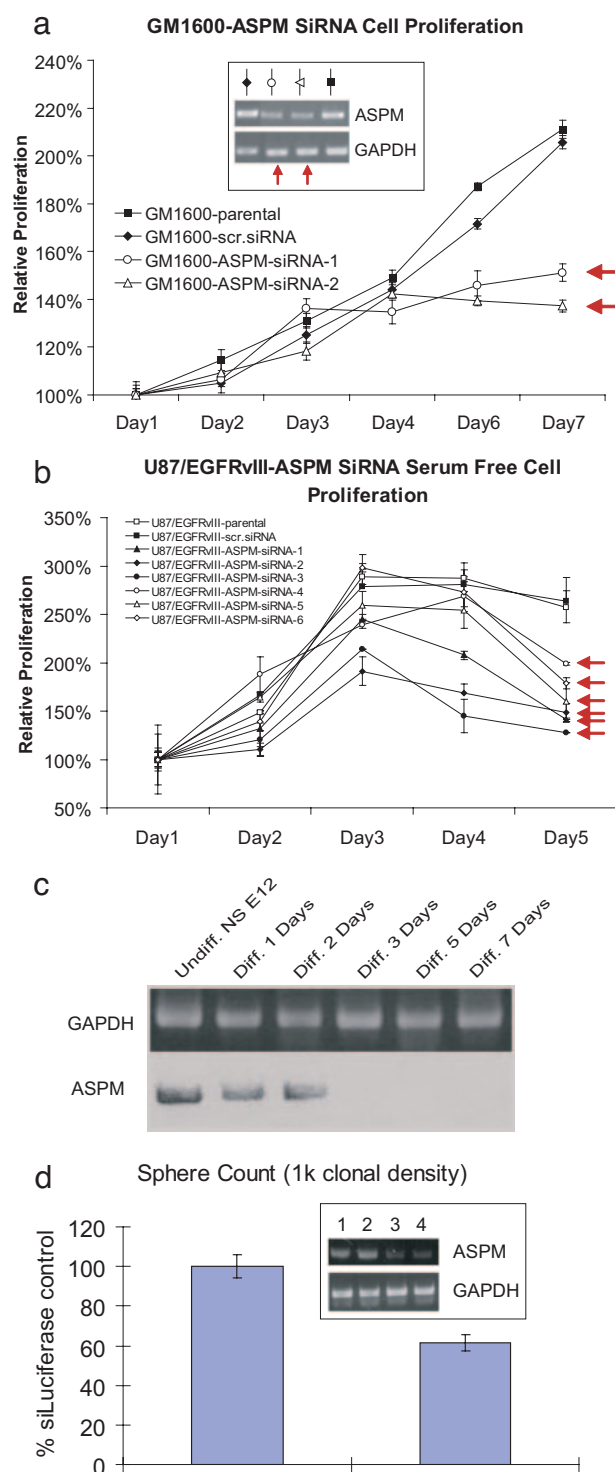 a
GM1600-ASPM SiRNA Cell Proliferation
240%
220%
200%
180%
160%
140%
120%
100%
Relative Proliferation
ASPM
GAPDH
GM1600-parental
GM1600-scr.siRNA
GM1600-ASPM-siRNA-1
GM1600-ASPM-siRNA-2
Day1 Day2 Day3 Day4 Day6 Day7
b
U87/EGFRvIII-ASPM SiRNA Serum Free Cell
Proliferation
350%
300%
250%
200%
150%
100%
50%
Relative Proliferation
U87/EGFRvIII-parental
U87/EGFRvIII-scr.siRNA
U87/EGFRvIII-ASPM-siRNA-1
U87/EGFRvIII-ASPM-siRNA-2
U87/EGFRvIII-ASPM-siRNA-3
U87/EGFRvIII-ASPM-siRNA-4
U87/EGFRvIII-ASPM-siRNA-5
U87/EGFRvIII-ASPM-siRNA-6
Day1 Day2 Day3 Day4 Day5
c
Undiff. NS E12
Diff. 1 Days
Diff. 2 Days
Diff. 3 Days
Diff. 5 Days
Diff. 7 Days
GAPDH
ASPM
d
Sphere Count (1k clonal density)
120
100
80
60
40
20
0
% siLuciferase control
1 2 3 4
ASPM
GAPDH